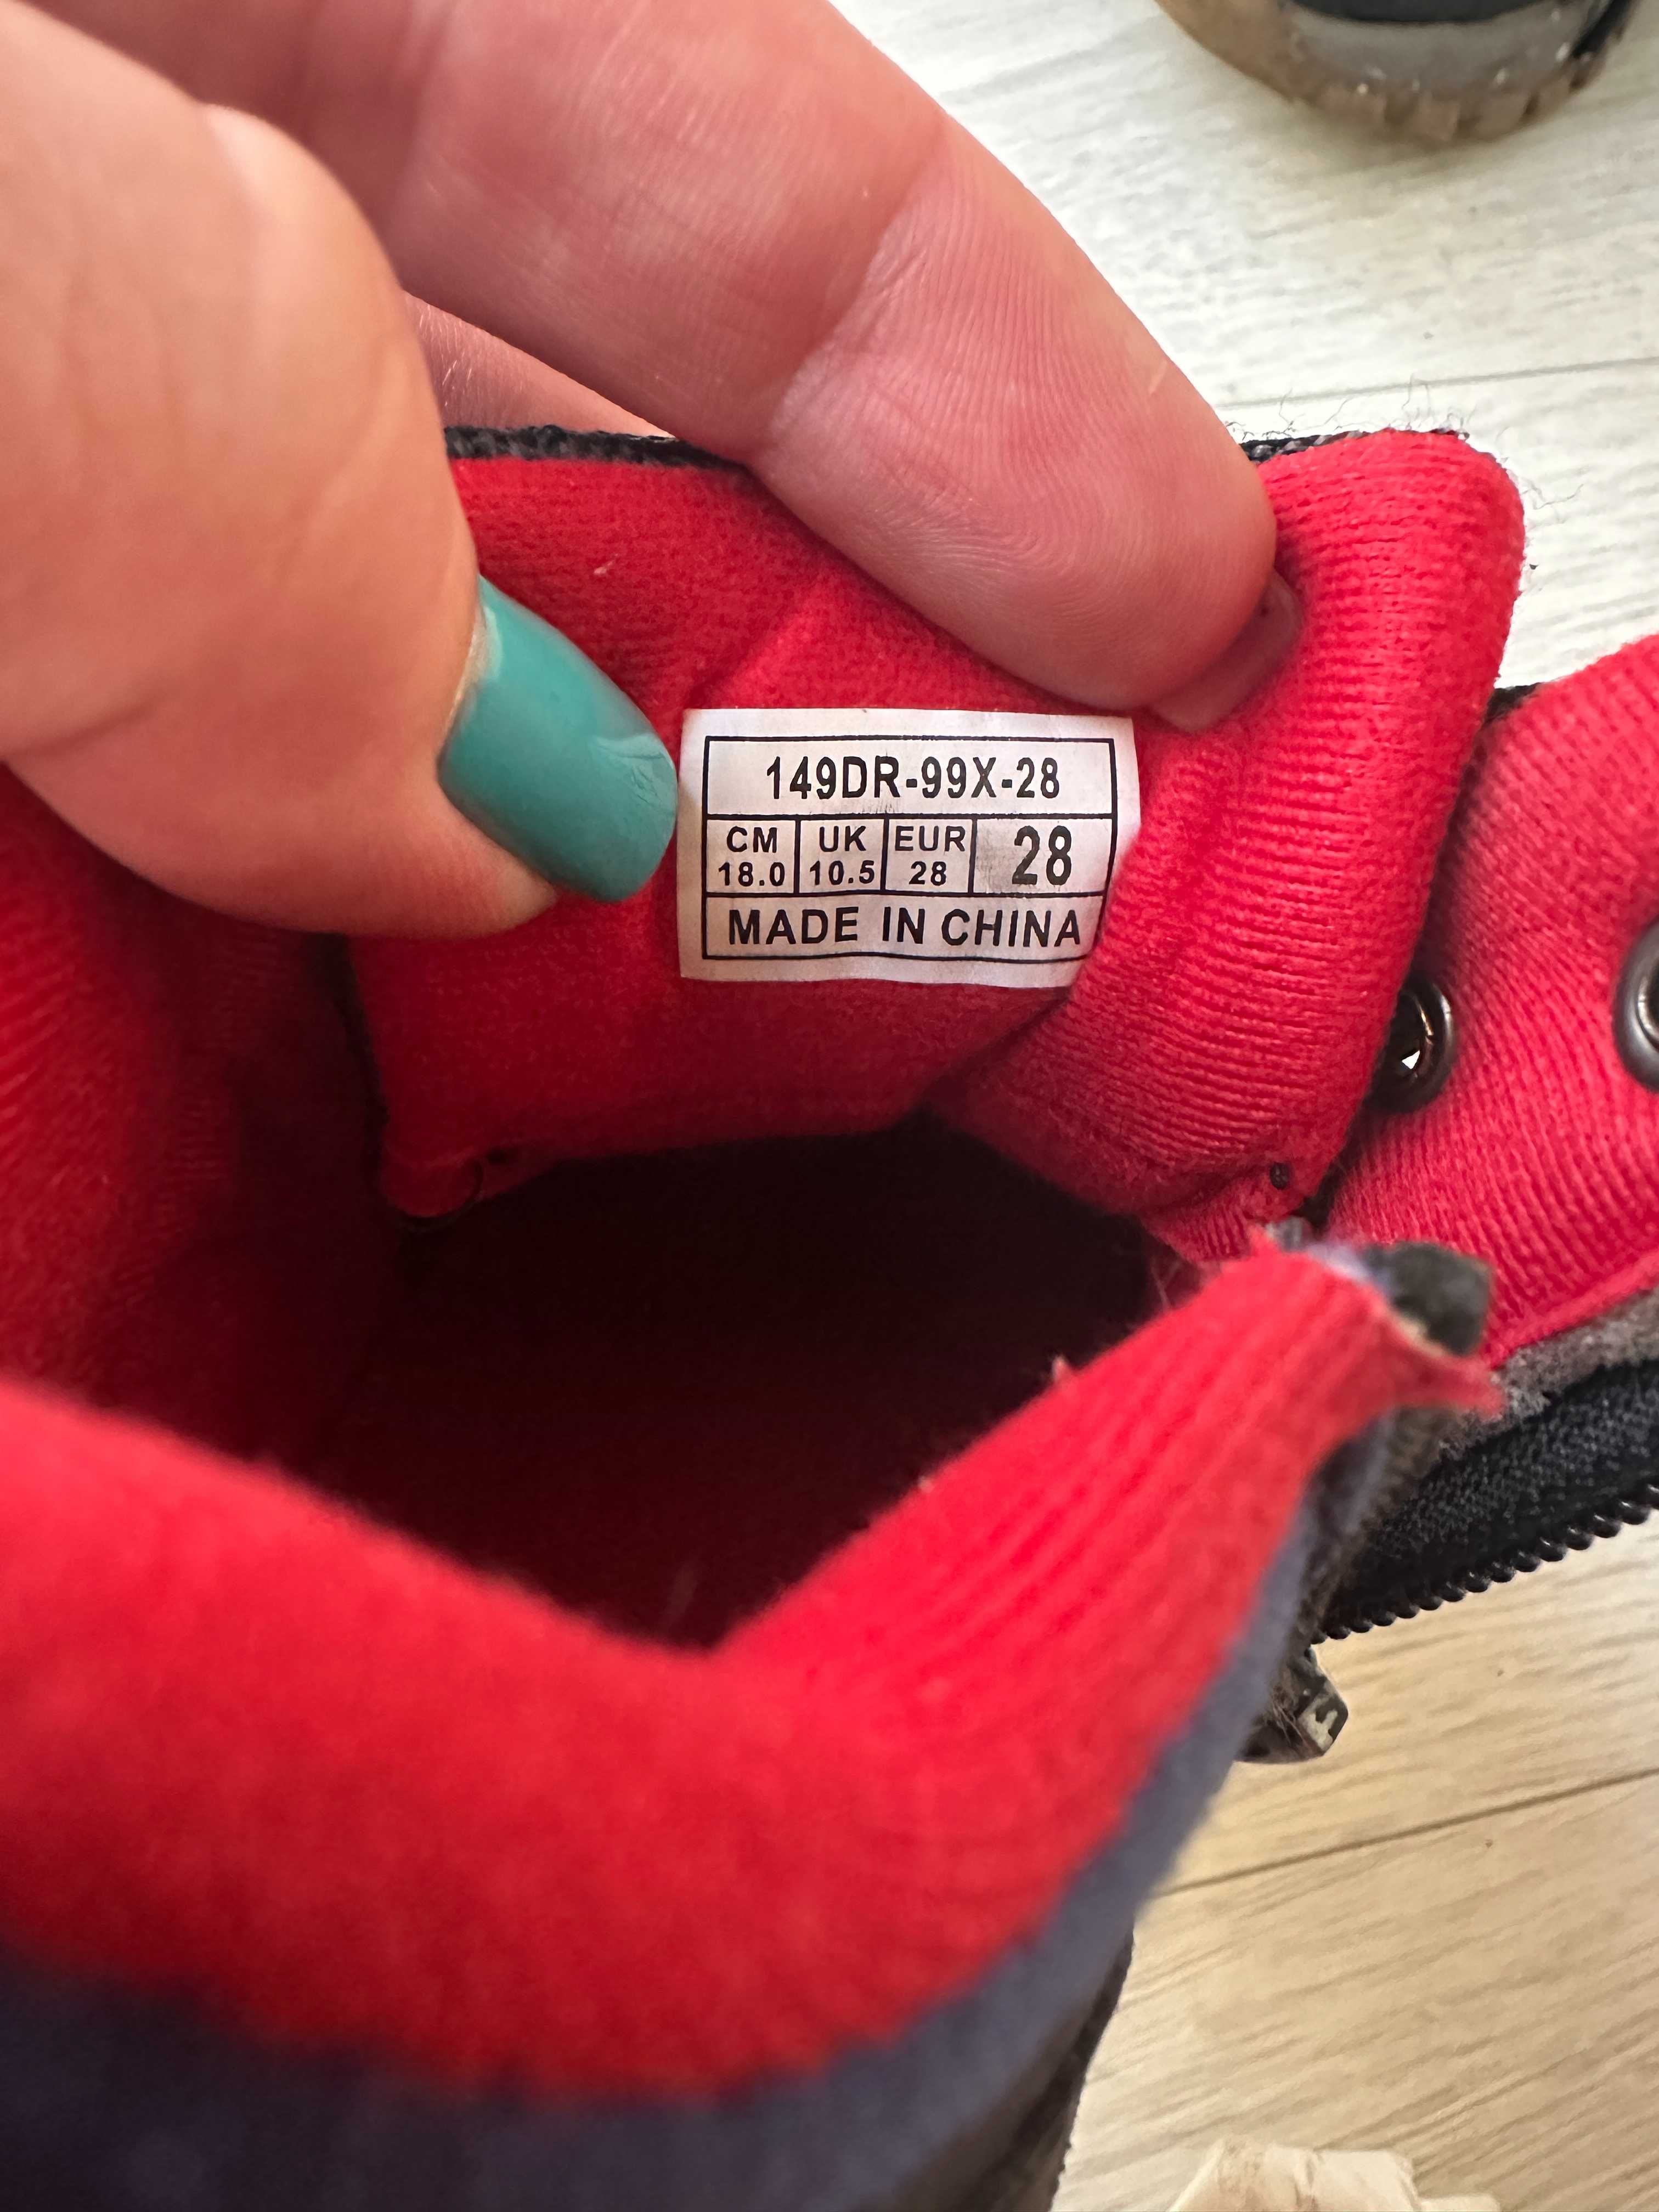 149DR-99X-28
CM UK EUR 28
18.0 10.5 28
MADE IN CHINA